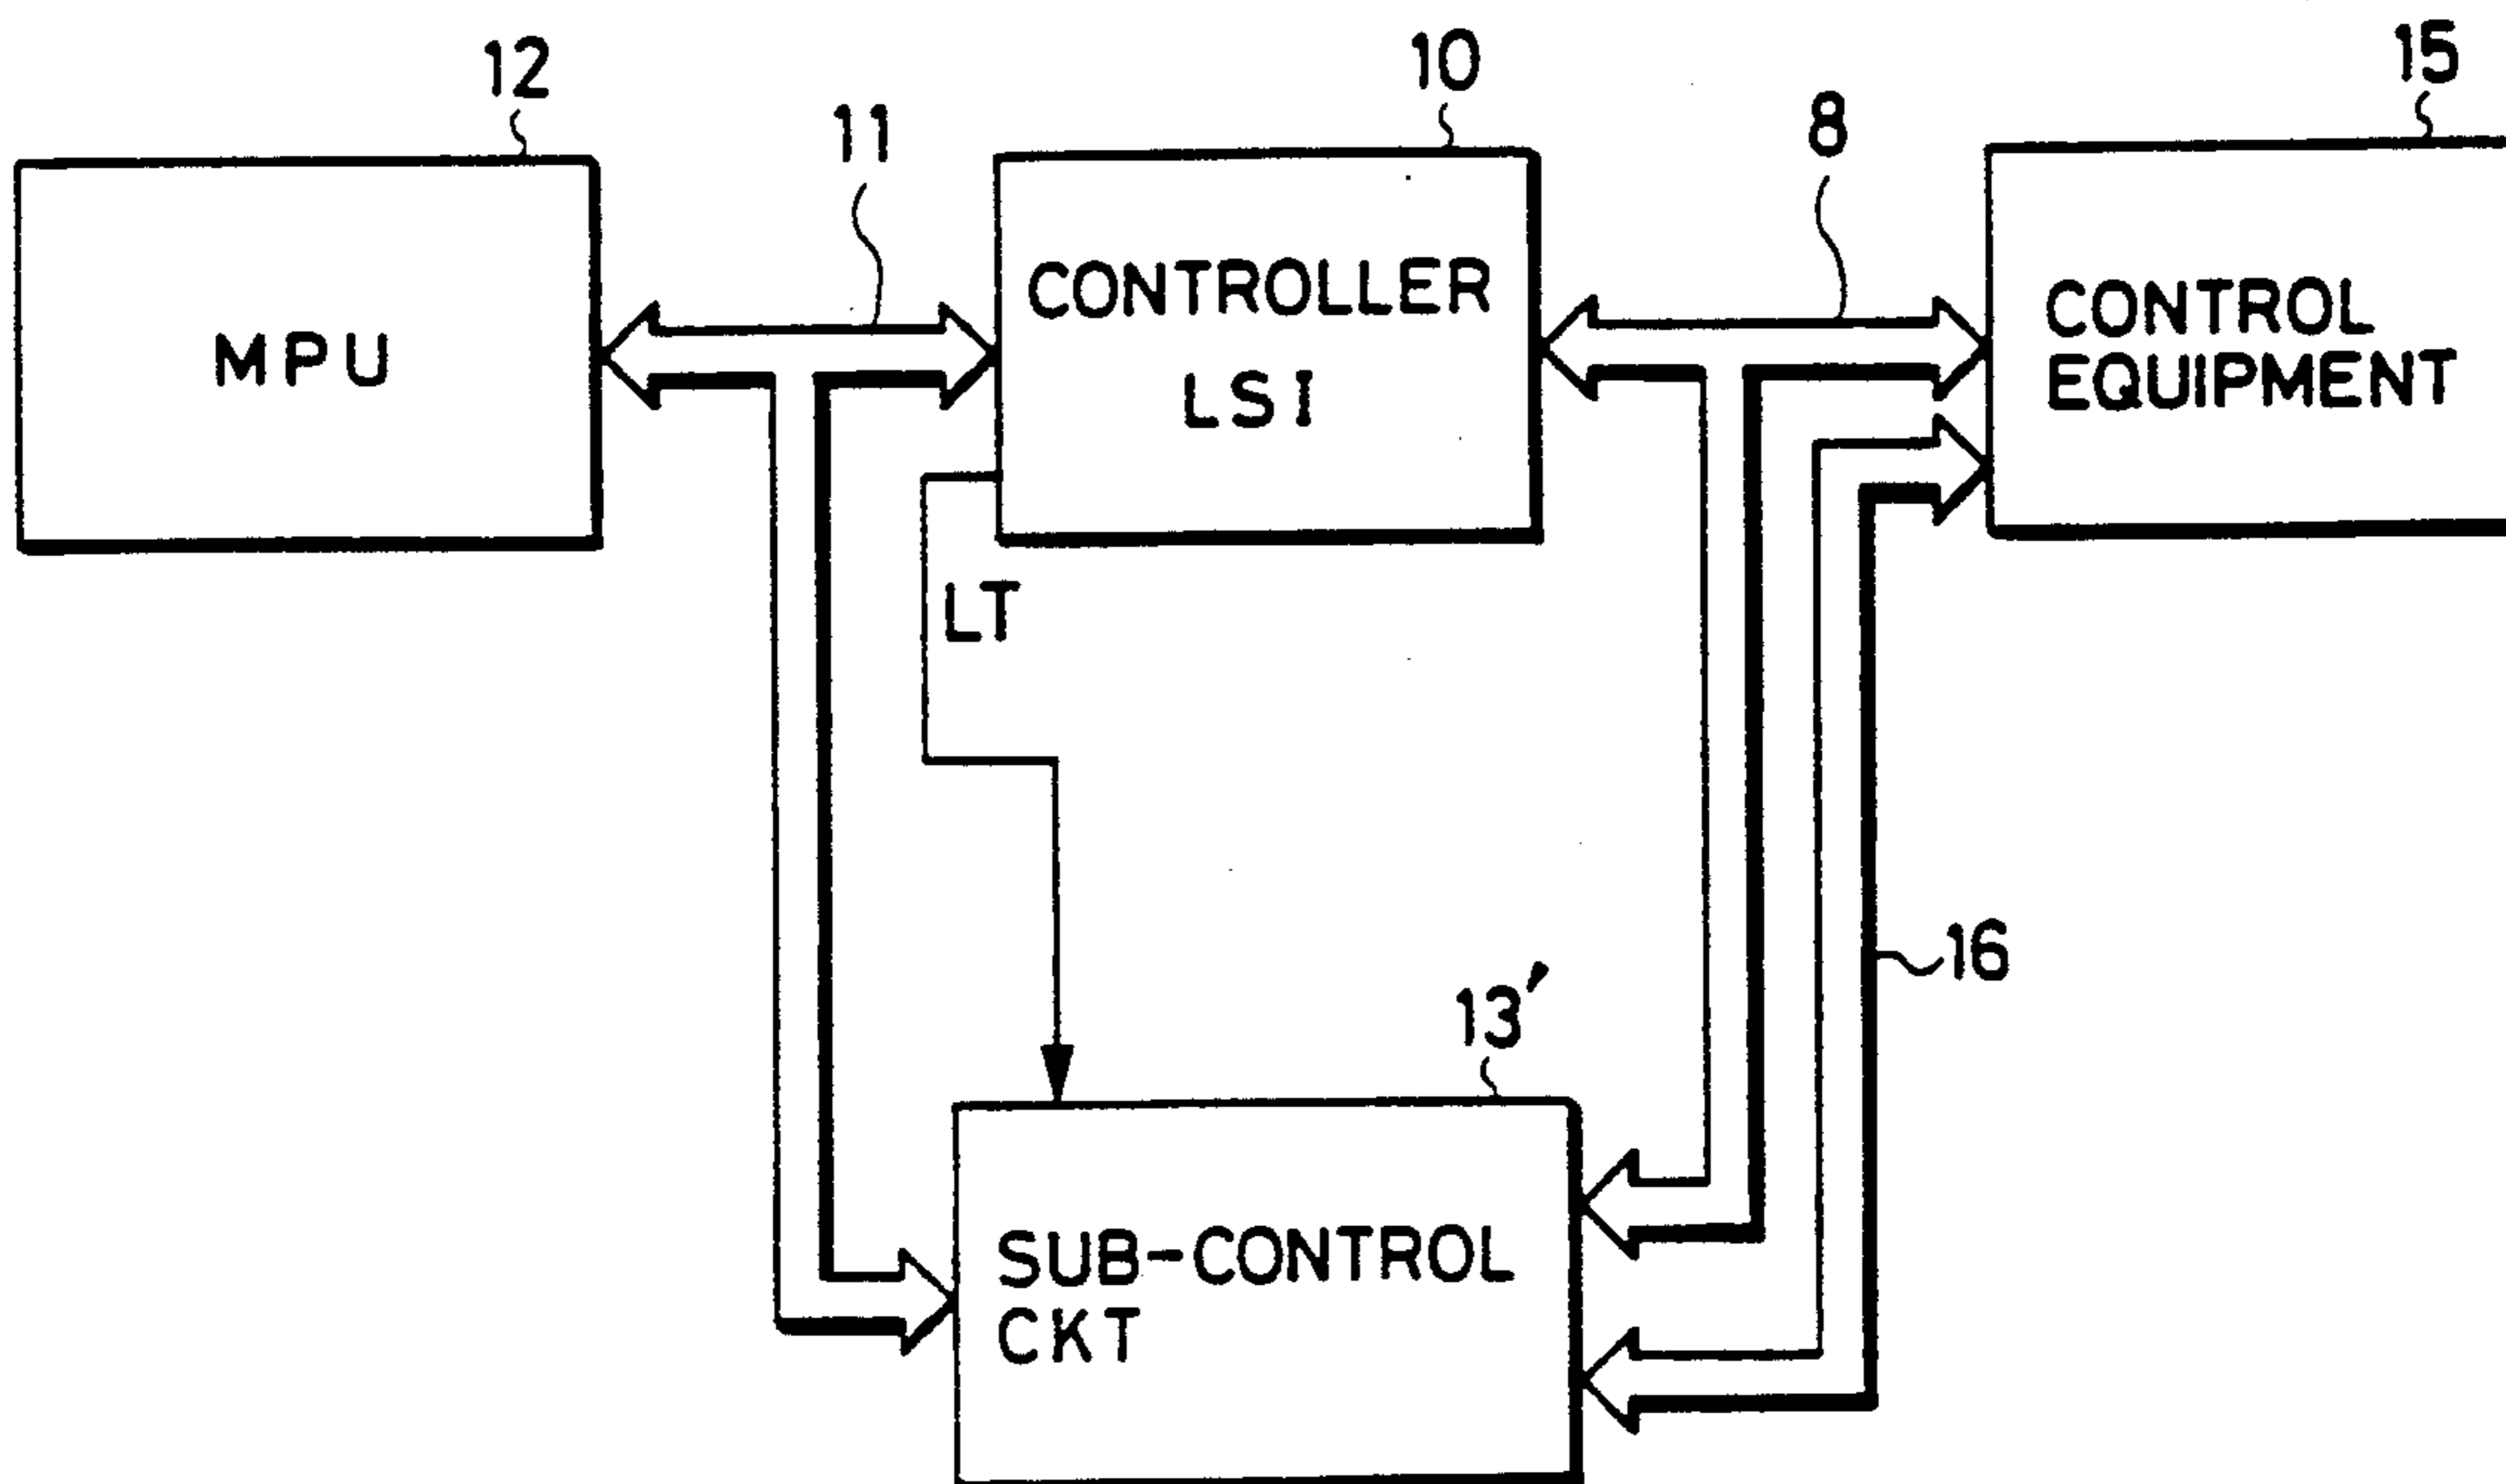 12
11
10
8
15
MPU
CONTROLLER
LSI
CONTROL
EQUIPMENT
LT
16
13'
SUB-CONTROL
CKT